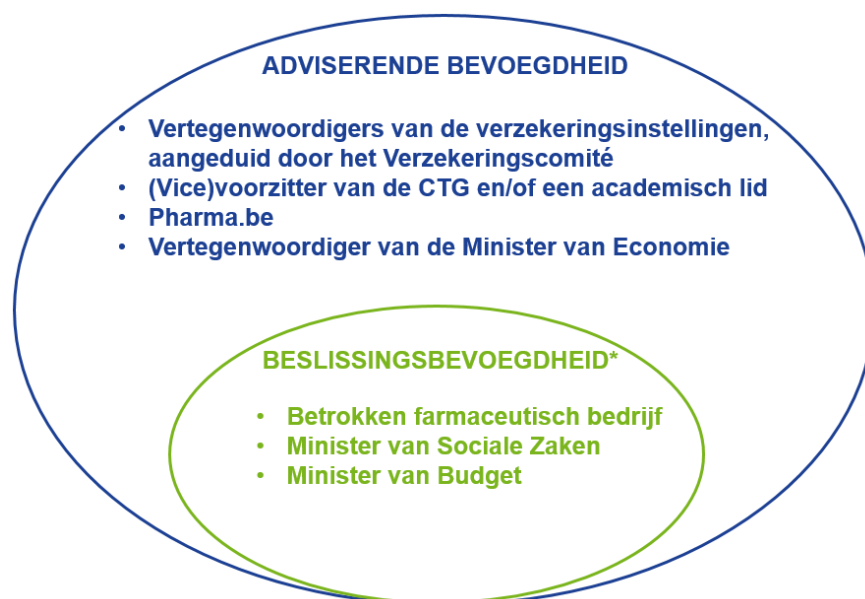 ADVISERENDE BEVOEGDHEID
• Vertegenwoordigers van de verzekeringsinstellingen,
aangeduid door het Verzekeringscomité
• (Vice)voorzitter van de CTG en/of een academisch lid
• Pharma.be
• Vertegenwoordiger van de Minister van Economie
BESLISSINGSBEVOEGDHEID*
• Betrokken farmaceutisch bedrijf
• Minister van Sociale Zaken
• Minister van Budget